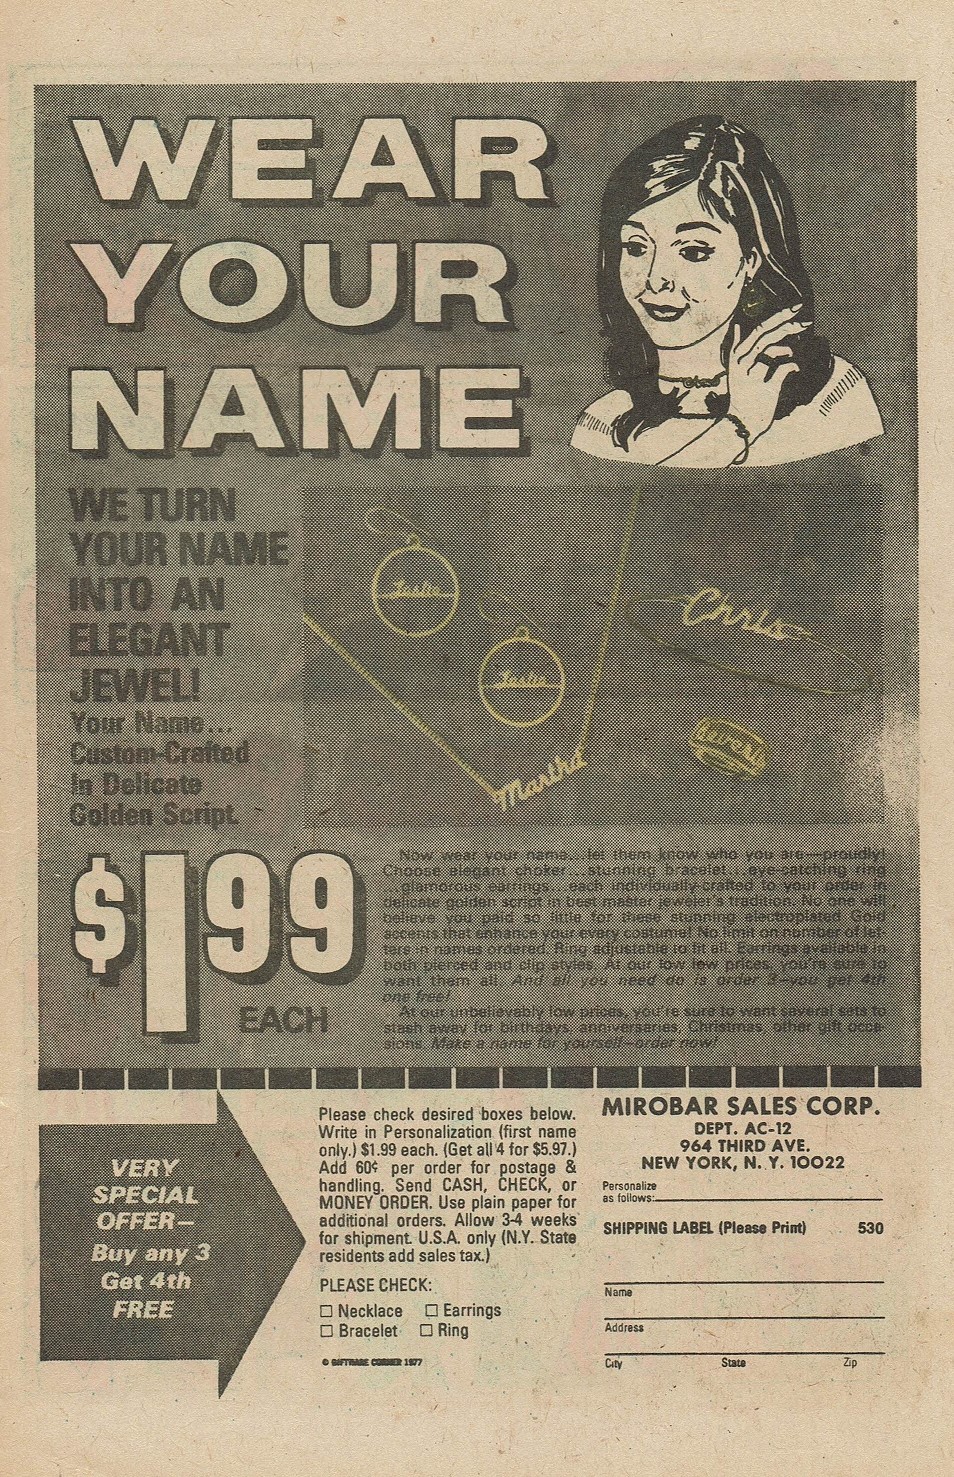 WEAR
YOUR
NAME
WE TURN
YOUR NAME
INTO AN
ELEGANT
JEWEL!
Your Name...
Custom-Crafted
In Delicate
Golden Script.
Leslie
Leslie
Chris
Martha
Beverly
$1.99
EACH
Now wear your name...let them know who you are—proudly!
Choose elegant choker...stunning bracelet...eye-catching ring
...glamorous earrings...each individually-crafted to your order in
delicate golden script in best master jeweler's tradition. No one will
believe you paid so little for these stunning electroplated Gold
accents that enhance your every costume! No limit on number of let-
ters in names ordered. Ring adjustable to fit all. Earrings available in
both pierced and clip styles. At our low low prices, you're sure to
want them all. And all you need do is order 3—you get 4th
one free!
At our unbelievably low prices, you're sure to want several sets to
stash away for birthdays, anniversaries, Christmas, other gift occa-
sions. Make a name for yourself—order now!
VERY
SPECIAL
OFFER—
Buy any 3
Get 4th
FREE
Please check desired boxes below.
Write in Personalization (first name
only.) $1.99 each. (Get all 4 for $5.97.)
Add 60¢ per order for postage &
handling. Send CASH, CHECK, or
MONEY ORDER. Use plain paper for
additional orders. Allow 3-4 weeks
for shipment. U.S.A. only (N.Y. State
residents add sales tax.)
PLEASE CHECK:
☐ Necklace ☐ Earrings
☐ Bracelet ☐ Ring
© GIFTWARE CORNER 1977
MIROBAR SALES CORP.
DEPT. AC-12
964 THIRD AVE.
NEW YORK, N. Y. 10022
Personalize
as follows:
SHIPPING LABEL (Please Print) 530
Name
Address
City State Zip